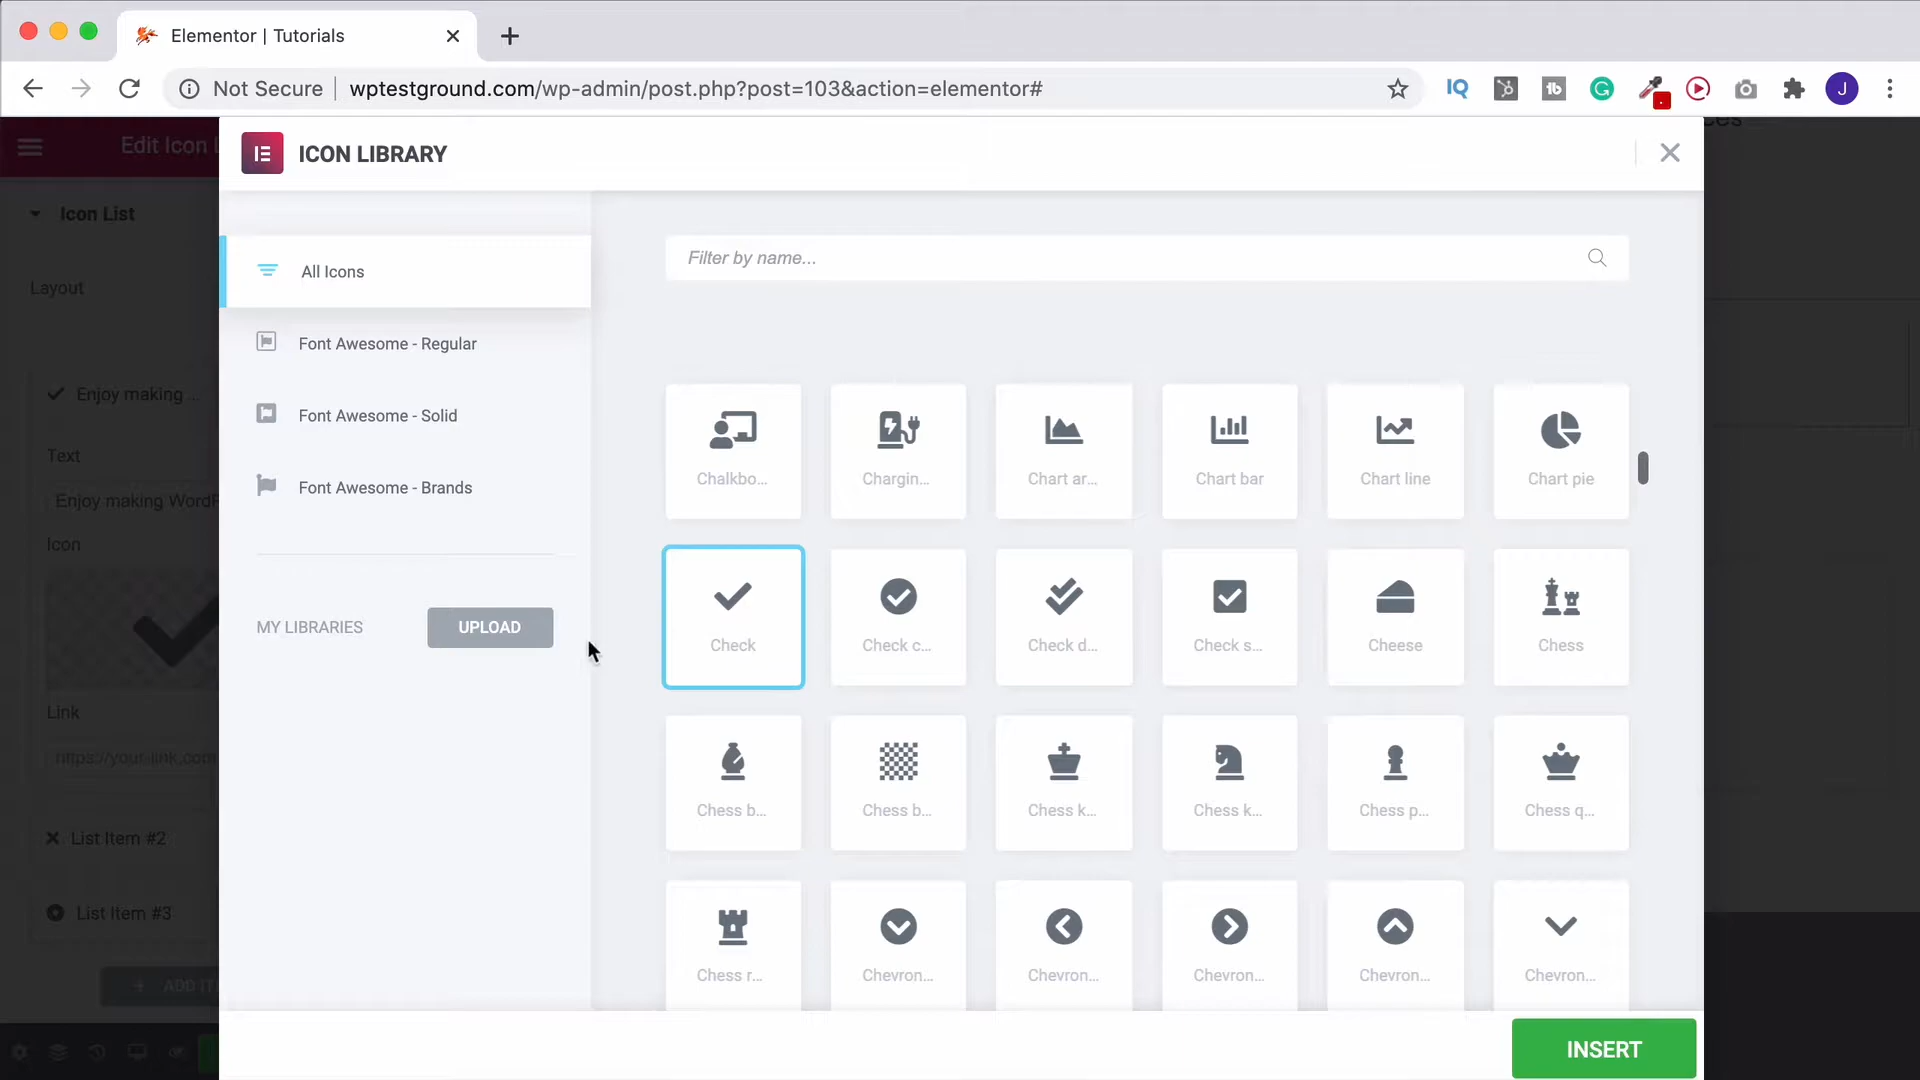 Elementor | Tutorials
Not Secure
wptestground.com/wp-admin/post.php?post=103&action=elementor#
IQ
J
Edit Icon L
ICON LIBRARY
Icon List
Layout
Enjoy making ...
Text
Enjoy making WordP
Icon
Link
https://your-link.com
List Item #2
List Item #3
ADD IT
All Icons
Font Awesome - Regular
Font Awesome - Solid
Font Awesome - Brands
MY LIBRARIES
UPLOAD
Filter by name...
Chalkbo...
Chargin...
Chart ar...
Chart bar
Chart line
Chart pie
Check
Check c...
Check d...
Check s...
Cheese
Chess
Chess b...
Chess b...
Chess k...
Chess k...
Chess p...
Chess q...
Chess r...
Chevron...
Chevron...
Chevron...
Chevron...
Chevron...
INSERT